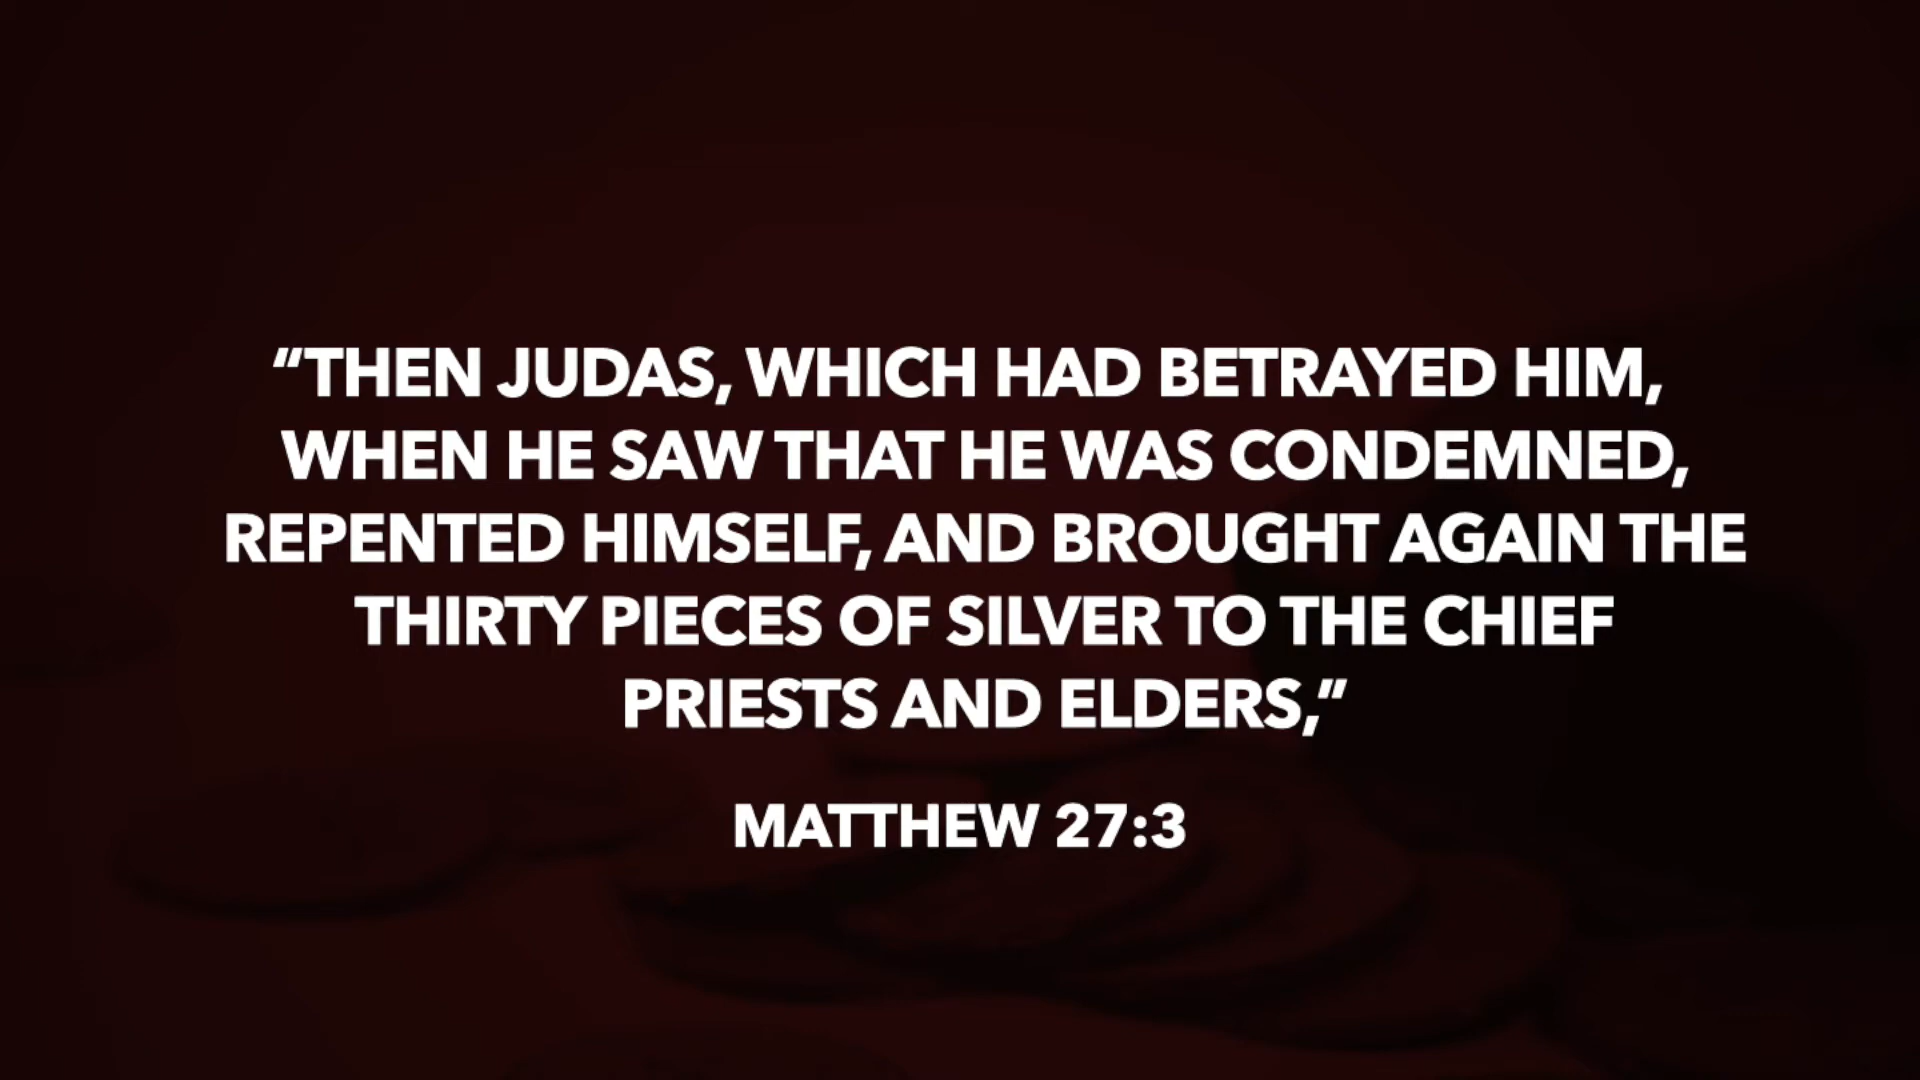 “THEN JUDAS, WHICH HAD BETRAYED HIM,
WHEN HE SAW THAT HE WAS CONDEMNED,
REPENTED HIMSELF, AND BROUGHT AGAIN THE
THIRTY PIECES OF SILVER TO THE CHIEF
PRIESTS AND ELDERS,”
MATTHEW 27:3